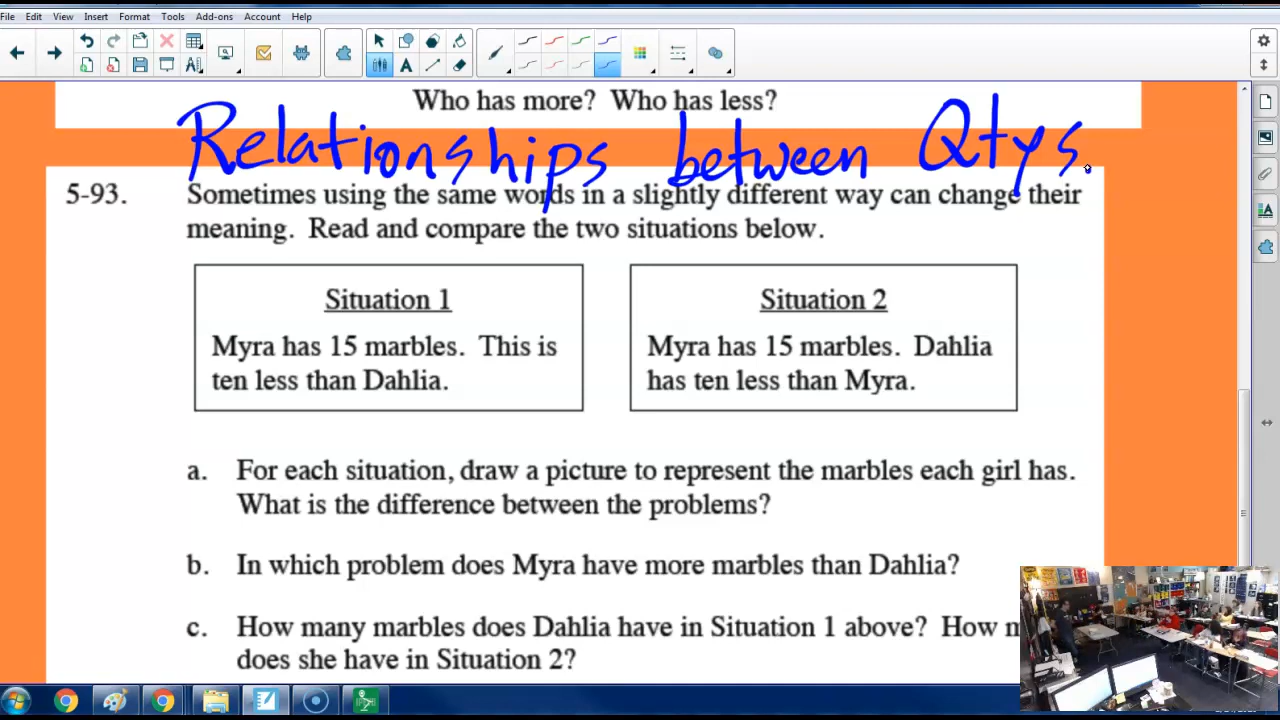 File Edit View Insert Format Tools Add-ons Account Help
Who has more? Who has less?
Relationships between Qtys
5-93. Sometimes using the same words in a slightly different way can change their
meaning. Read and compare the two situations below.
Situation 1
Myra has 15 marbles. This is
ten less than Dahlia.
Situation 2
Myra has 15 marbles. Dahlia
has ten less than Myra.
a. For each situation, draw a picture to represent the marbles each girl has.
What is the difference between the problems?
b. In which problem does Myra have more marbles than Dahlia?
c. How many marbles does Dahlia have in Situation 1 above? How
does she have in Situation 2?